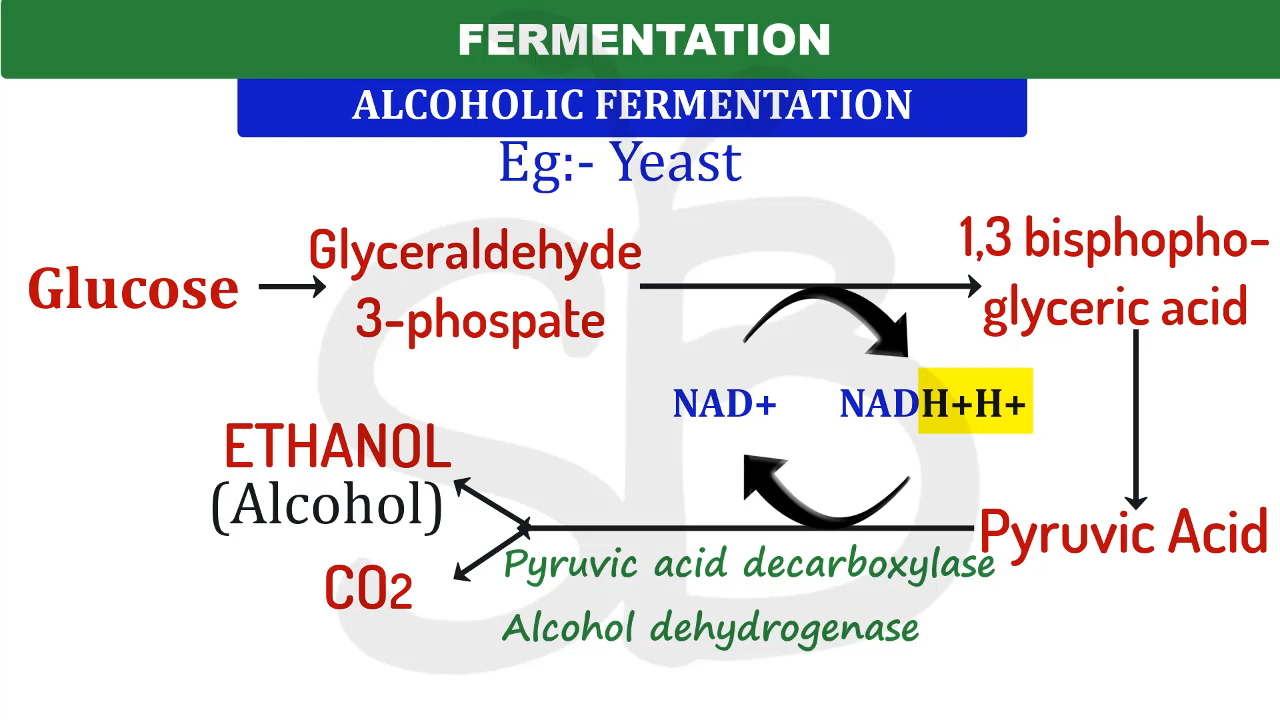 FERMENTATION
ALCOHOLIC FERMENTATION
Eg:- Yeast
Glucose
Glyceraldehyde
3-phospate
1,3 bisphopho-
glyceric acid
NAD+
NADH+H+
ETHANOL
(Alcohol)
CO2
Pyruvic Acid
Pyruvic acid decarboxylase
Alcohol dehydrogenase
SB